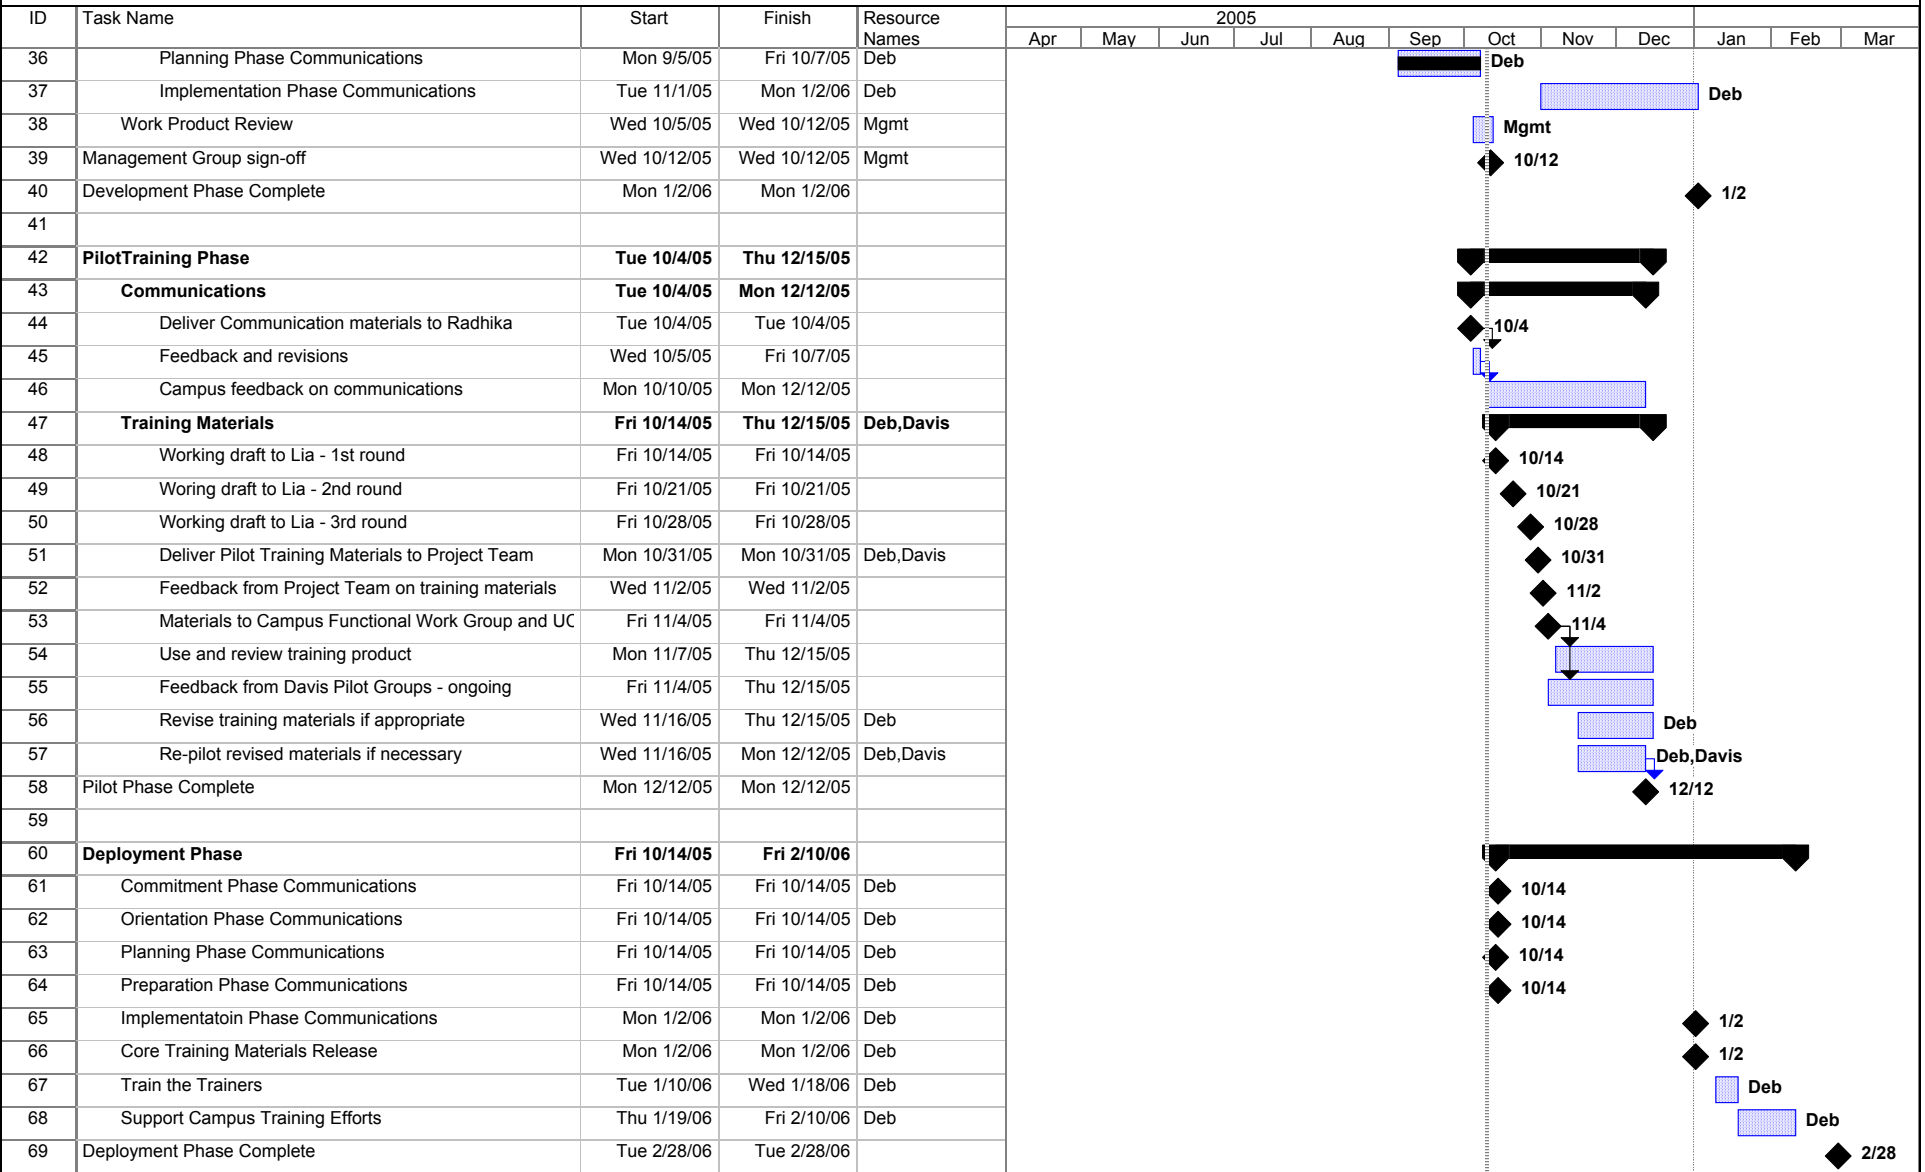 ID Task Name Start Finish Resource Names 2005
Apr May Jun Jul Aug Sep Oct Nov Dec Jan Feb Mar
36 Planning Phase Communications Mon 9/5/05 Fri 10/7/05 Deb Deb
37 Implementation Phase Communications Tue 11/1/05 Mon 1/2/06 Deb Deb
38 Work Product Review Wed 10/5/05 Wed 10/12/05 Mgmt Mgmt
39 Management Group sign-off Wed 10/12/05 Wed 10/12/05 Mgmt 10/12
40 Development Phase Complete Mon 1/2/06 Mon 1/2/06 1/2
41
42 PilotTraining Phase Tue 10/4/05 Thu 12/15/05
43 Communications Tue 10/4/05 Mon 12/12/05
44 Deliver Communication materials to Radhika Tue 10/4/05 Tue 10/4/05 10/4
45 Feedback and revisions Wed 10/5/05 Fri 10/7/05
46 Campus feedback on communications Mon 10/10/05 Mon 12/12/05
47 Training Materials Fri 10/14/05 Thu 12/15/05 Deb,Davis
48 Working draft to Lia - 1st round Fri 10/14/05 Fri 10/14/05 10/14
49 Woring draft to Lia - 2nd round Fri 10/21/05 Fri 10/21/05 10/21
50 Working draft to Lia - 3rd round Fri 10/28/05 Fri 10/28/05 10/28
51 Deliver Pilot Training Materials to Project Team Mon 10/31/05 Mon 10/31/05 Deb,Davis 10/31
52 Feedback from Project Team on training materials Wed 11/2/05 Wed 11/2/05 11/2
53 Materials to Campus Functional Work Group and UC Fri 11/4/05 Fri 11/4/05 11/4
54 Use and review training product Mon 11/7/05 Thu 12/15/05
55 Feedback from Davis Pilot Groups - ongoing Fri 11/4/05 Thu 12/15/05
56 Revise training materials if appropriate Wed 11/16/05 Thu 12/15/05 Deb Deb
57 Re-pilot revised materials if necessary Wed 11/16/05 Mon 12/12/05 Deb,Davis Deb,Davis
58 Pilot Phase Complete Mon 12/12/05 Mon 12/12/05 12/12
59
60 Deployment Phase Fri 10/14/05 Fri 2/10/06
61 Commitment Phase Communications Fri 10/14/05 Fri 10/14/05 Deb 10/14
62 Orientation Phase Communications Fri 10/14/05 Fri 10/14/05 Deb 10/14
63 Planning Phase Communications Fri 10/14/05 Fri 10/14/05 Deb 10/14
64 Preparation Phase Communications Fri 10/14/05 Fri 10/14/05 Deb 10/14
65 Implementatoin Phase Communications Mon 1/2/06 Mon 1/2/06 Deb 1/2
66 Core Training Materials Release Mon 1/2/06 Mon 1/2/06 Deb 1/2
67 Train the Trainers Tue 1/10/06 Wed 1/18/06 Deb Deb
68 Support Campus Training Efforts Thu 1/19/06 Fri 2/10/06 Deb Deb
69 Deployment Phase Complete Tue 2/28/06 Tue 2/28/06 2/28